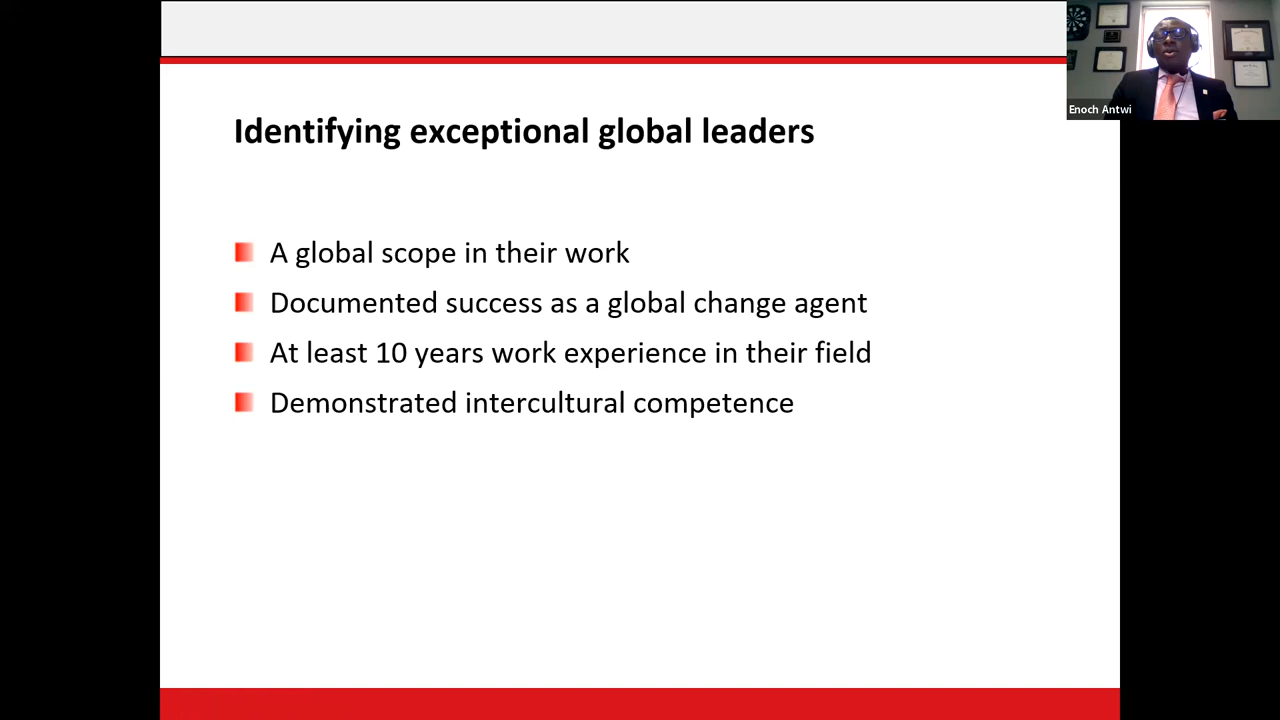 Identifying exceptional global leaders
A global scope in their work
Documented success as a global change agent
At least 10 years work experience in their field
Demonstrated intercultural competence
Enoch Antwi